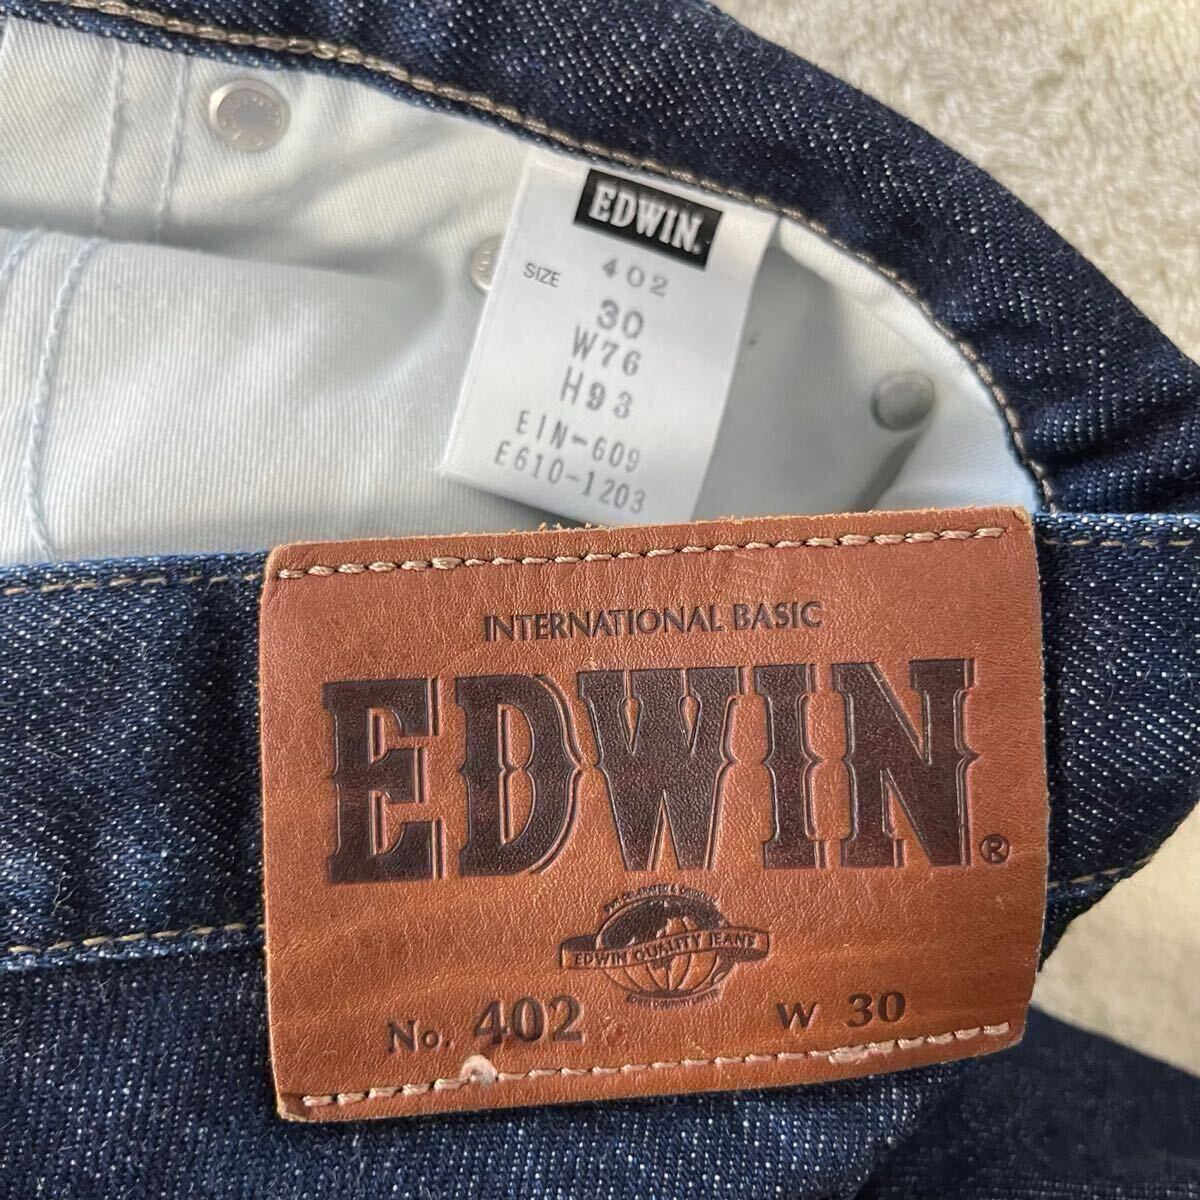 EDWIN®
402
SIZE
30
W76
H93
EIN-609
E610-1203
INTERNATIONAL BASIC
EDWIN®
EDWIN QUALITY JEANS
No. 402
W 30